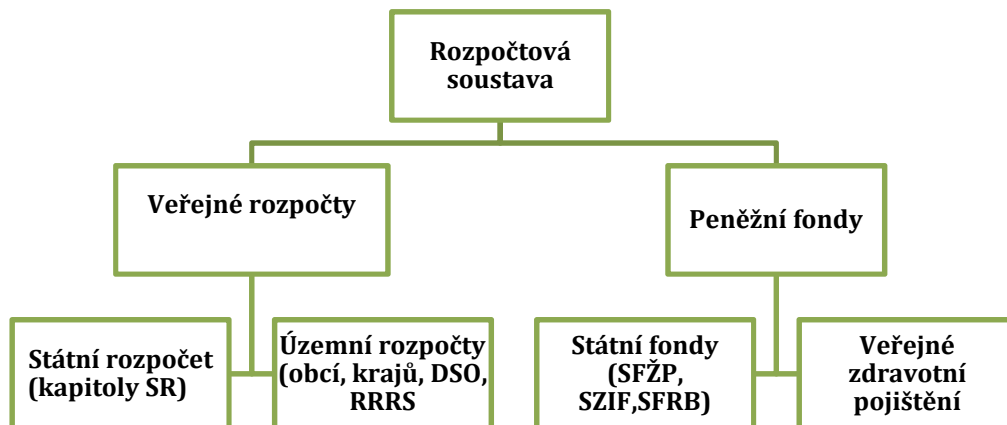 Rozpočtová
soustava
Veřejné rozpočty
Peněžní fondy
Státní rozpočet
(kapitoly SR)
Územní rozpočty
(obcí, krajů, DSO,
RRRS
Státní fondy
(SFŽP,
SZIF,SFRB)
Veřejné
zdravotní
pojištění